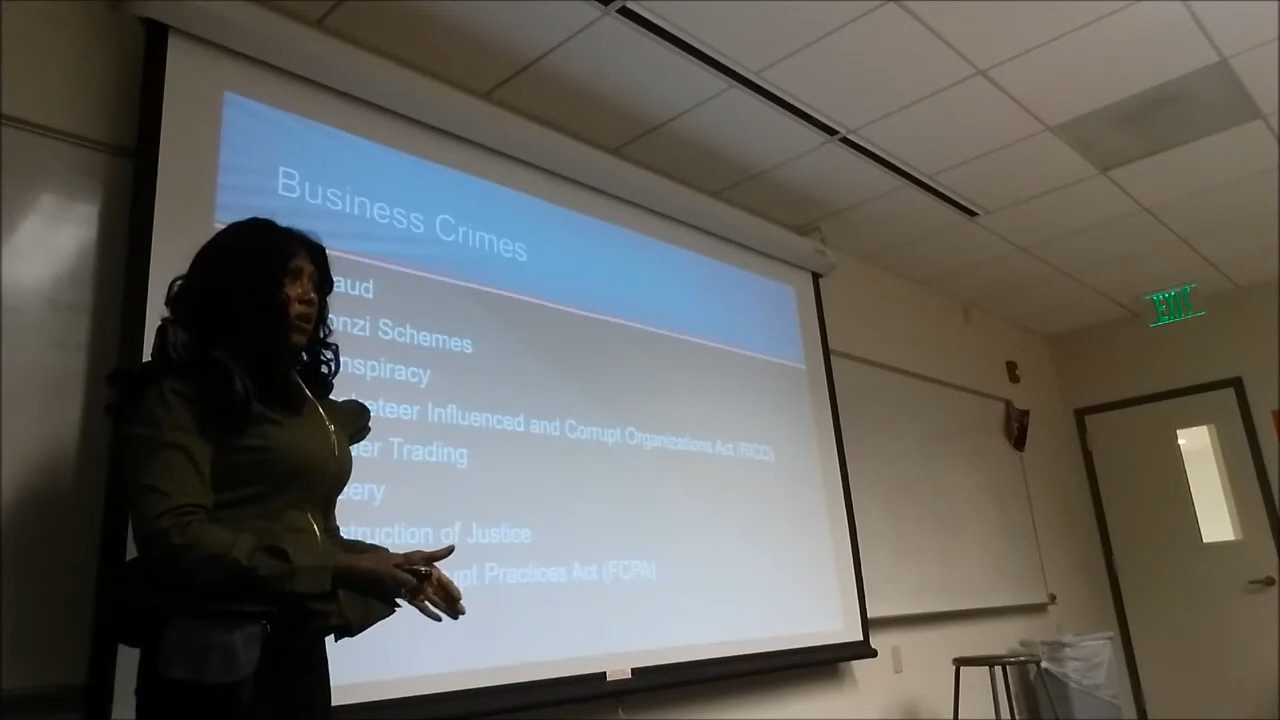 Business Crimes
aud
onzi Schemes
nspiracy
keteer Influenced and Corrupt Organizations Act (RICO)
der Trading
ery
struction of Justice
upt Practices Act (FCPA)
EXIT